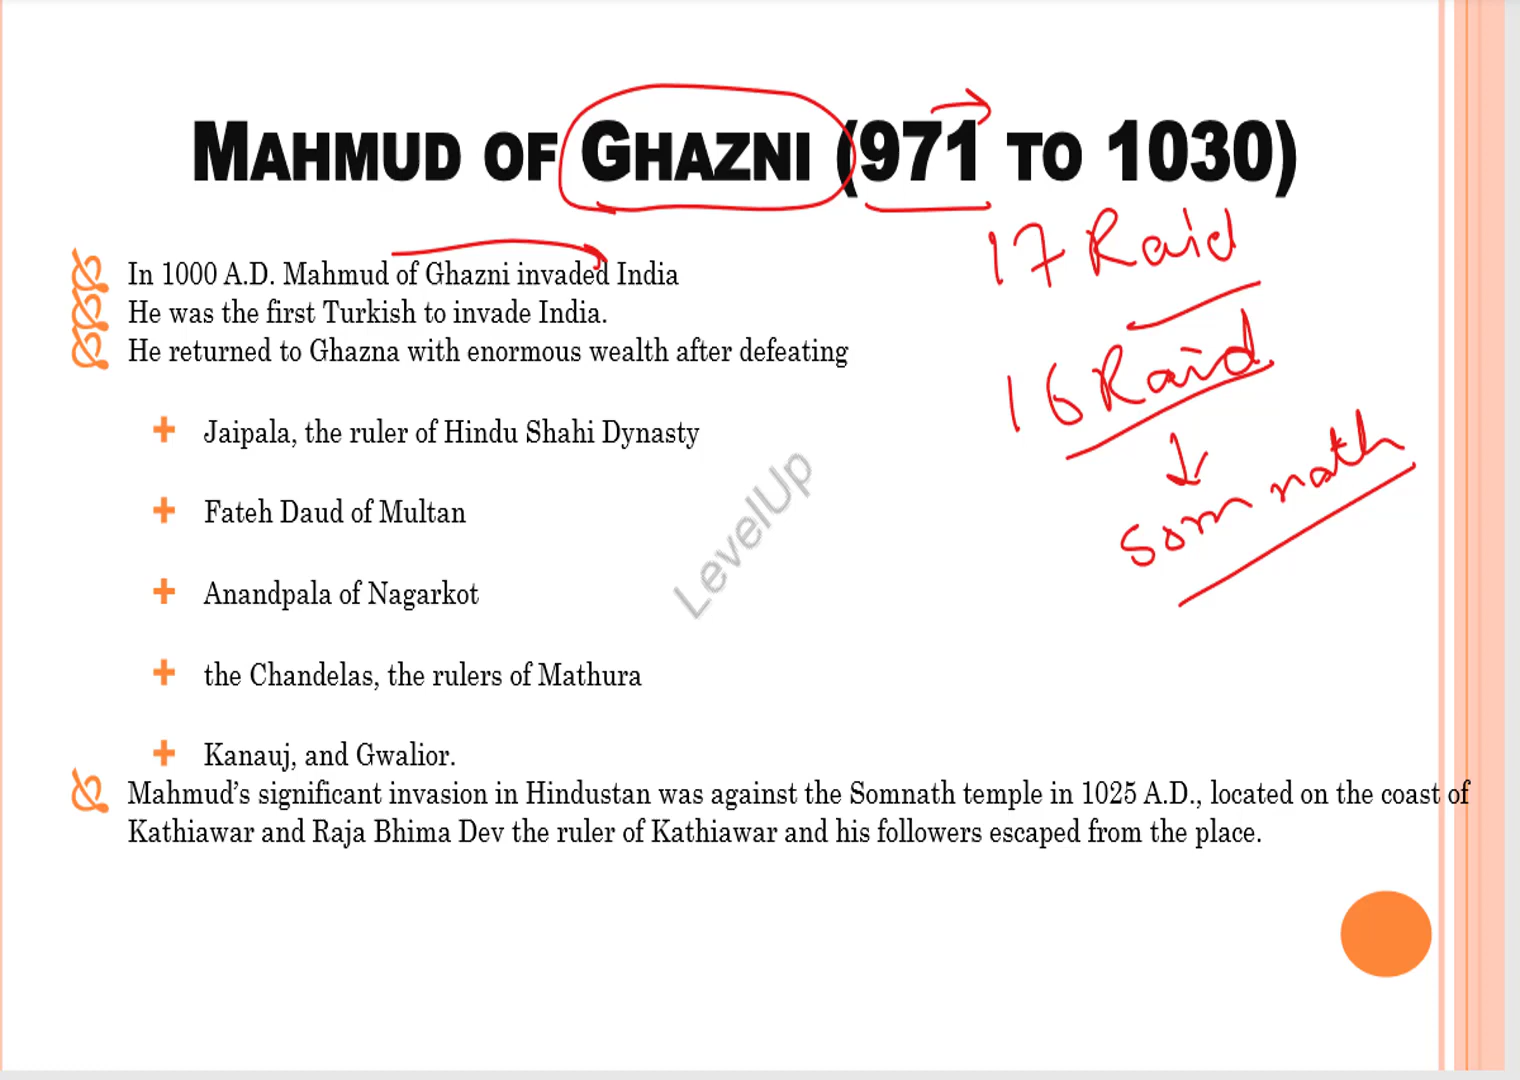 MAHMUD OF GHAZNI (971 TO 1030)
17 Raid
In 1000 A.D. Mahmud of Ghazni invaded India
He was the first Turkish to invade India.
He returned to Ghazna with enormous wealth after defeating
16 Raid
Jaipala, the ruler of Hindu Shahi Dynasty
Somnath
Fateh Daud of Multan
LevelUp
Anandpala of Nagarkot
the Chandelas, the rulers of Mathura
Kanauj, and Gwalior.
Mahmud’s significant invasion in Hindustan was against the Somnath temple in 1025 A.D., located on the coast of
Kathiawar and Raja Bhima Dev the ruler of Kathiawar and his followers escaped from the place.